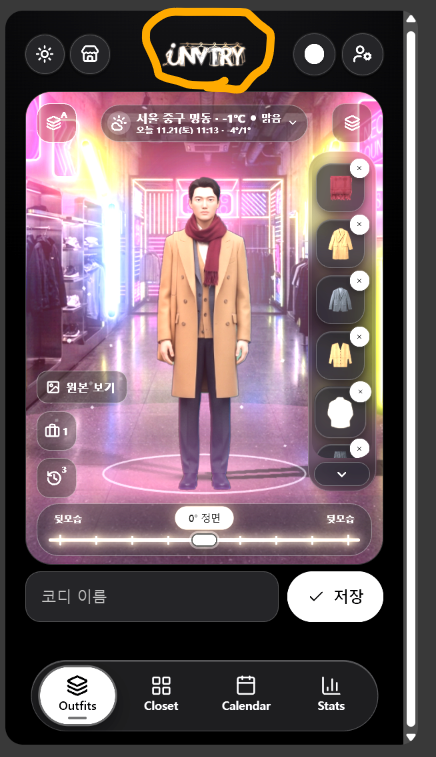 iNVTRY
서울 중구 명동 · -1℃ • 맑음
오늘 11.21(토) 11:13 · -4°/1°
A
원본 보기
1
3
뒷모습
0° 정면
뒷모습
코디 이름
저장
Outfits
Closet
Calendar
Stats